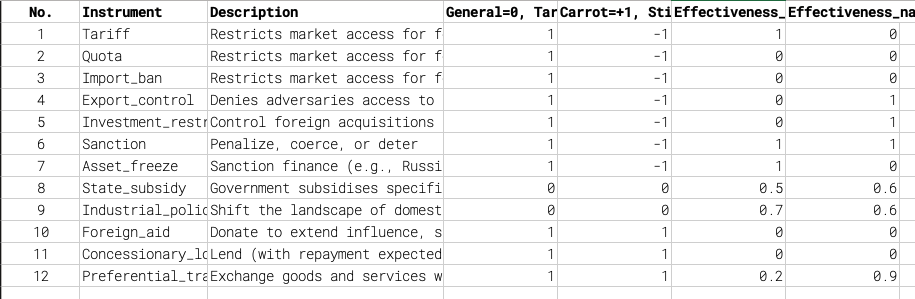 No. Instrument Description General=0, Tar Carrot=+1, Sti Effectiveness_ Effectiveness_na
1 Tariff Restricts market access for f 1 -1 1 0
2 Quota Restricts market access for f 1 -1 0 0
3 Import_ban Restricts market access for f 1 -1 0 0
4 Export_control Denies adversaries access to 1 -1 0 1
5 Investment_restr Control foreign acquisitions 1 -1 0 1
6 Sanction Penalize, coerce, or deter 1 -1 1 1
7 Asset_freeze Sanction finance (e.g., Russi 1 -1 1 0
8 State_subsidy Government subsidises specifi 0 0 0.5 0.6
9 Industrial_polic Shift the landscape of domest 0 0 0.7 0.6
10 Foreign_aid Donate to extend influence, s 1 1 0 0
11 Concessionary_lo Lend (with repayment expected 1 1 0 0
12 Preferential_tra Exchange goods and services w 1 1 0.2 0.9